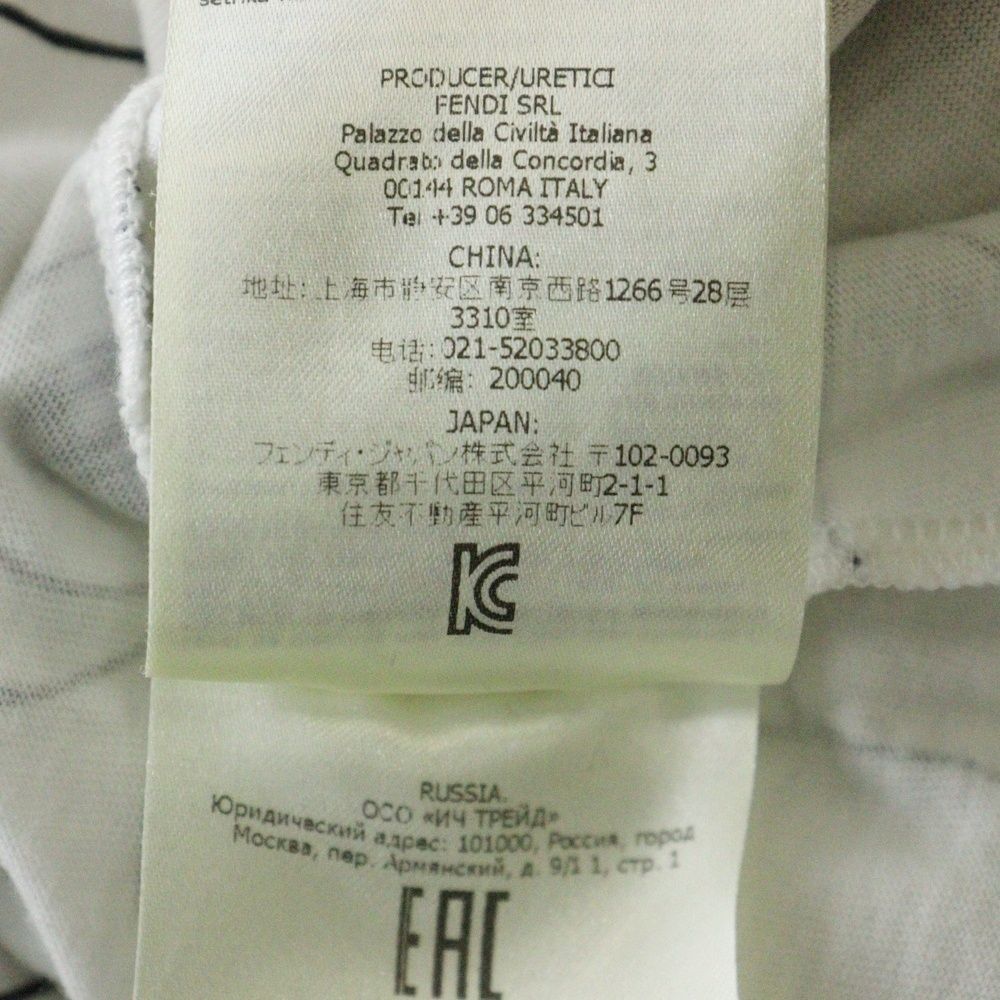 PRODUCER/URETICI
FENDI SRL
Palazzo della Civiltà Italiana
Quadrato della Concordia, 3
00144 ROMA ITALY
Tel +39 06 334501
CHINA:
地址: 上海市静安区南京西路1266号28层
3310室
电话: 021-52033800
邮编: 200040
JAPAN:
フェンディ・ジャパン株式会社 〒102-0093
東京都千代田区平河町2-1-1
住友不動産平河町ビル7F
KC
RUSSIA.
ОСО «ИЧ ТРЕЙД»
Юридический адрес: 101000, Россия, город
Москва, пер. Армянский, д. 9/1 1, стр. 1
EAC